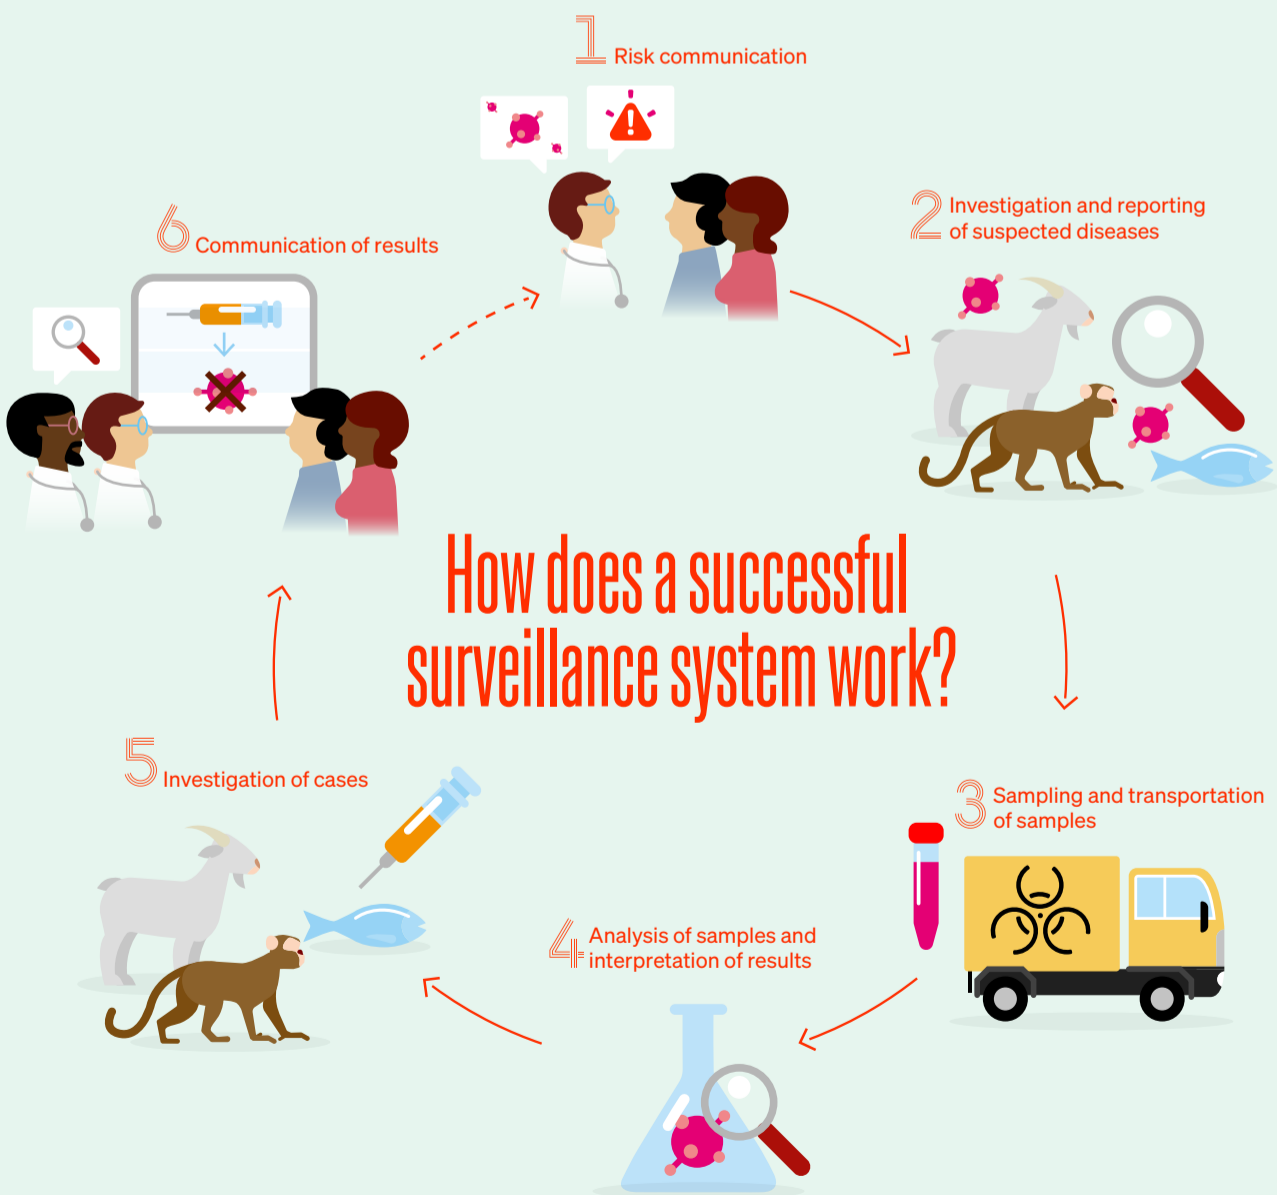 1 Risk communication
2 Investigation and reporting
of suspected diseases
3 Sampling and transportation
of samples
4 Analysis of samples and
interpretation of results
5 Investigation of cases
6 Communication of results
How does a successful
surveillance system work?